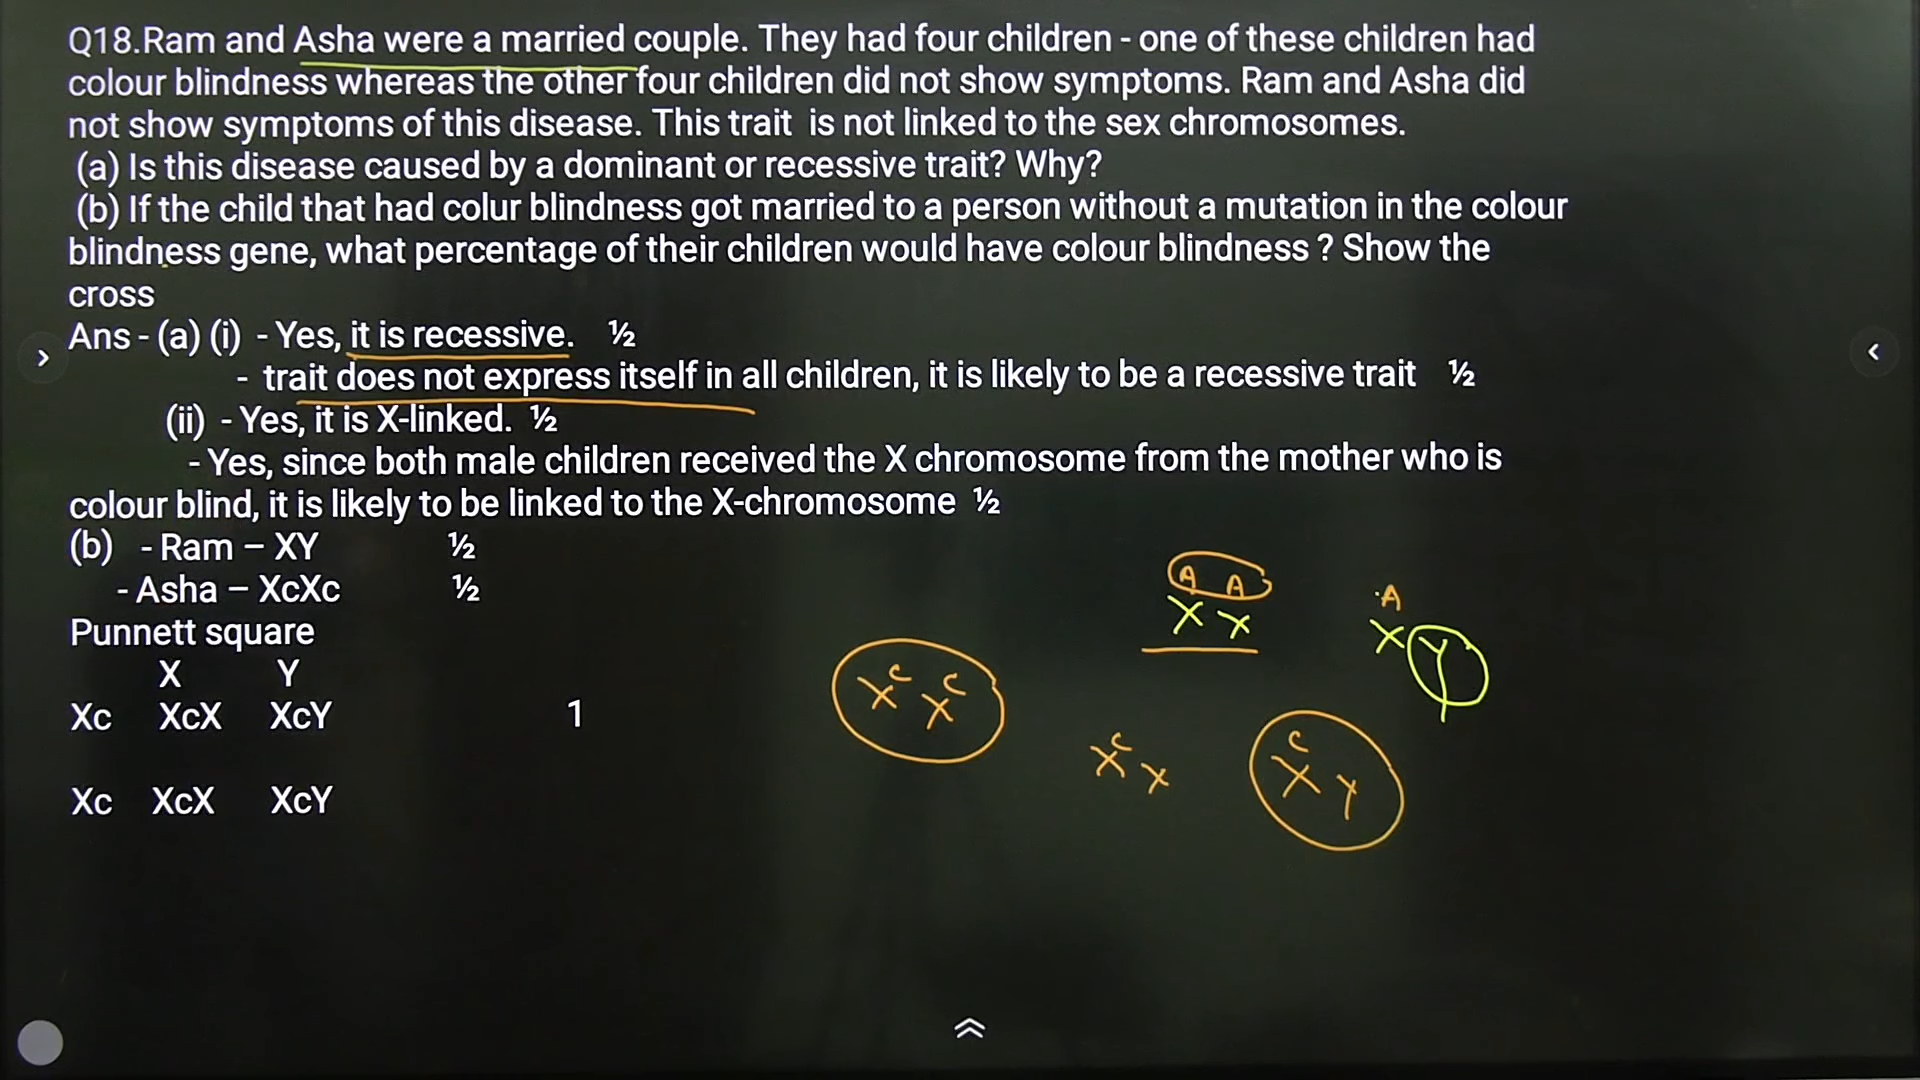 Q18.Ram and Asha were a married couple. They had four children - one of these children had
colour blindness whereas the other four children did not show symptoms. Ram and Asha did
not show symptoms of this disease. This trait is not linked to the sex chromosomes.
(a) Is this disease caused by a dominant or recessive trait? Why?
(b) If the child that had colur blindness got married to a person without a mutation in the colour
blindness gene, what percentage of their children would have colour blindness ? Show the
cross
Ans - (a) (i) - Yes, it is recessive. ½
- trait does not express itself in all children, it is likely to be a recessive trait ½
(ii) - Yes, it is X-linked. ½
- Yes, since both male children received the X chromosome from the mother who is
colour blind, it is likely to be linked to the X-chromosome ½
(b) - Ram – XY ½
- Asha – XcXc ½
Punnett square
X Y
Xc XcX XcY 1
Xc XcX XcY
A A
X X
A
X Y
X^c X^c
X^c X
X^c Y